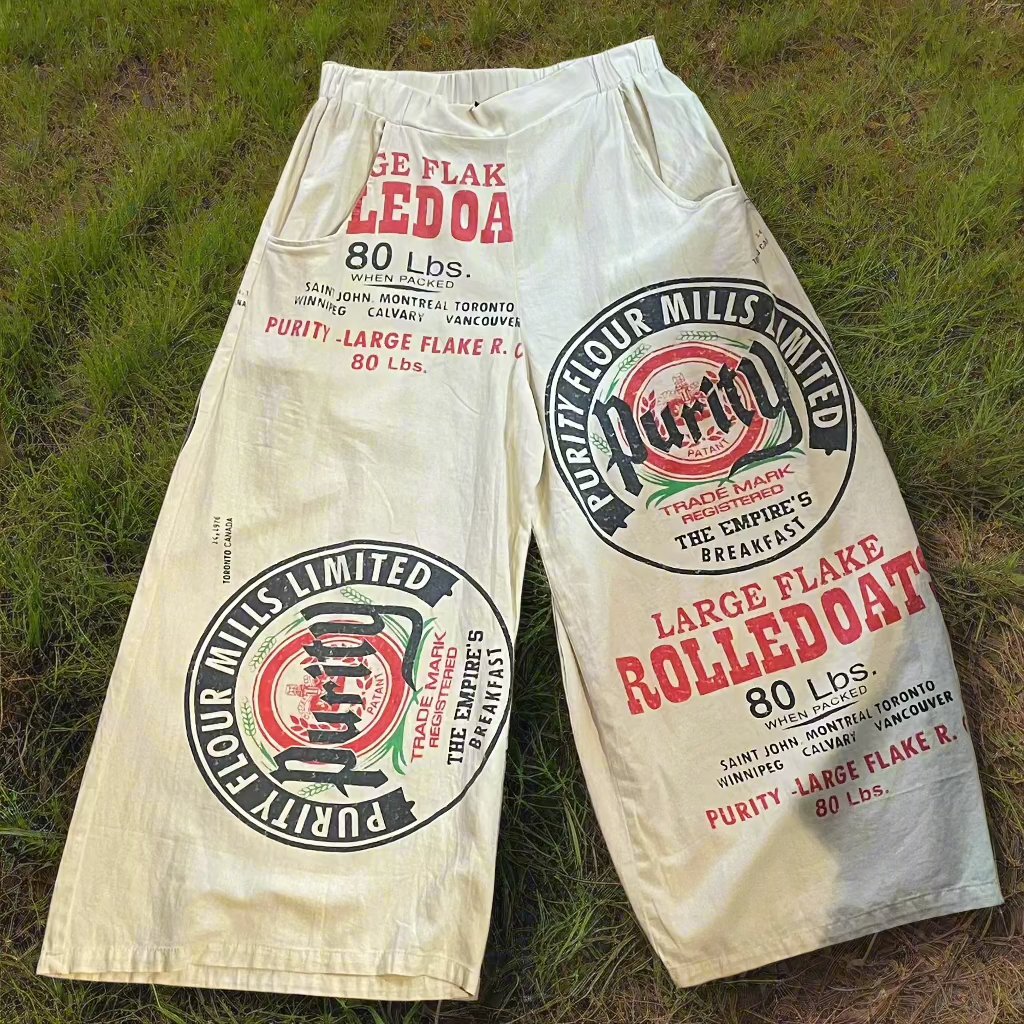 GE FLAK
LEDOA
80 Lbs.
WHEN PACKED
SAINT JOHN, MONTREAL TORONTO
WINNIPEG CALVARY VANCOUVER
PURITY -LARGE FLAKE R. O
80 Lbs.
PURITY FLOUR MILLS LIMITED
Purity
PATANT
TRADE MARK
REGISTERED
THE EMPIRE'S
BREAKFAST
LARGE FLAKE
ROLLEDOATS
80 Lbs.
WHEN PACKED
SAINT JOHN, MONTREAL TORONTO
WINNIPEG CALVARY VANCOUVER
PURITY -LARGE FLAKE R.
80 Lbs.
TORONTO CANADA
PURITY FLOUR MILLS LIMITED
Purity
PATANT
TRADE MARK
REGISTERED
THE EMPIRE'S
BREAKFAST